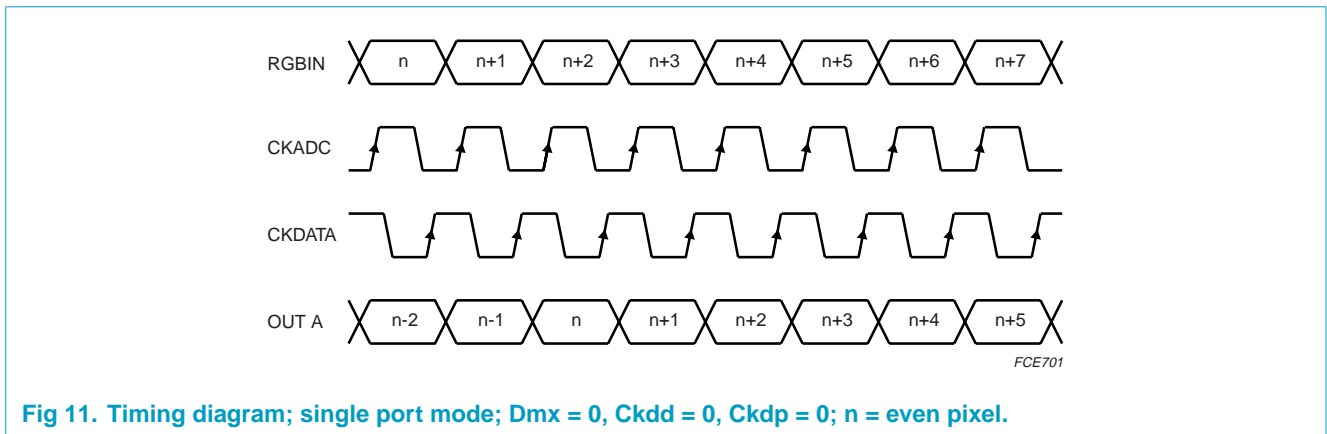 RGBIN n n+1 n+2 n+3 n+4 n+5 n+6 n+7
CKADC
CKDATA
OUT A n-2 n-1 n n+1 n+2 n+3 n+4 n+5
FCE701
Fig 11. Timing diagram; single port mode; Dmx = 0, Ckdd = 0, Ckdp = 0; n = even pixel.